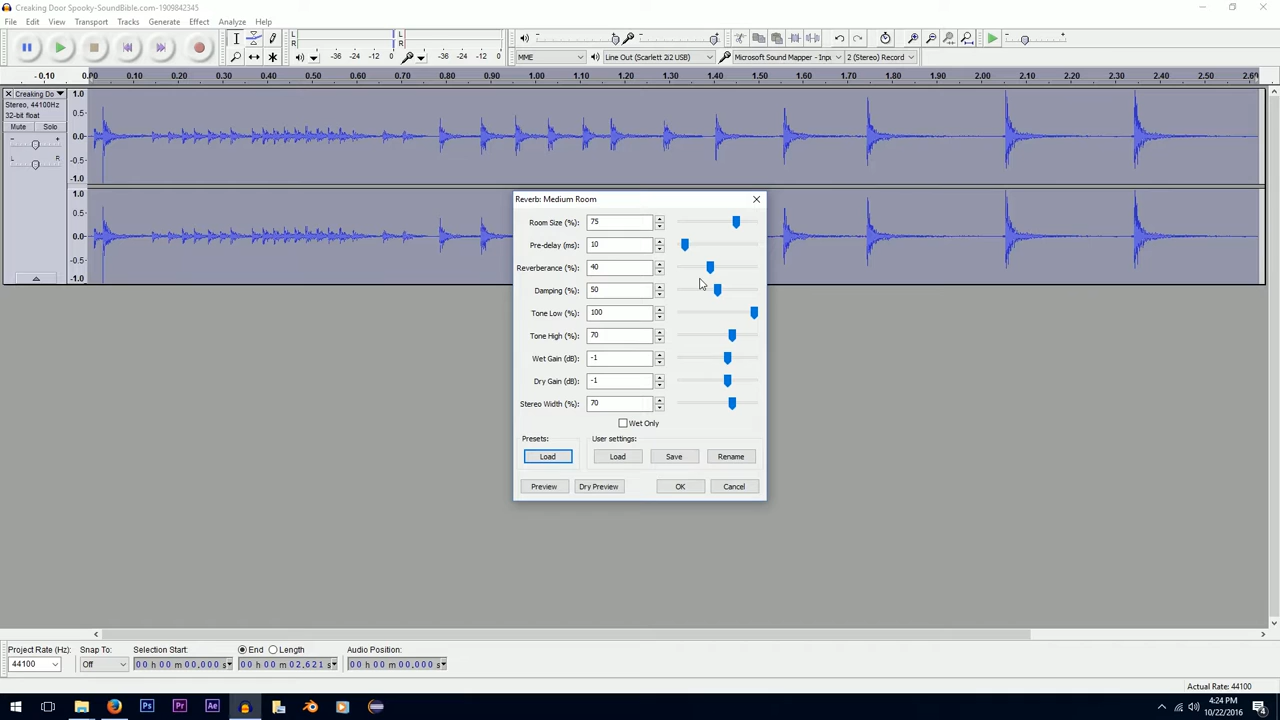 Creaking Door Spooky-SoundBible.com-1909842345
File Edit View Transport Tracks Generate Effect Analyze Help
L
R
-36 -24 -12 0
L
R
-36 -24 -12 0
MME
Line Out (Scarlett 2i2 USB)
Microsoft Sound Mapper - Inpu
2 (Stereo) Record
-0.10 0.00 0.10 0.20 0.30 0.40 0.50 0.60 0.70 0.80 0.90 1.00 1.10 1.20 1.30 1.40 1.50 1.60 1.70 1.80 1.90 2.00 2.10 2.20 2.30 2.40 2.50 2.60
Creaking Do
Stereo, 44100Hz
32-bit float
Mute Solo
- +
L R
1.0
0.5
0.0
-0.5
-1.0
1.0
0.5
0.0
-0.5
-1.0
Reverb: Medium Room
Room Size (%): 75
Pre-delay (ms): 10
Reverberance (%): 40
Damping (%): 50
Tone Low (%): 100
Tone High (%): 70
Wet Gain (dB): -1
Dry Gain (dB): -1
Stereo Width (%): 70
Wet Only
Presets: User settings:
Load Load Save Rename
Preview Dry Preview OK Cancel
Project Rate (Hz): Snap To: Selection Start: End Length Audio Position:
44100 Off 00 h 00 m 00,000 s 00 h 00 m 02,621 s 00 h 00 m 00,000 s
Actual Rate: 44100
Ps Pr Ae
4:24 PM
10/22/2016
4